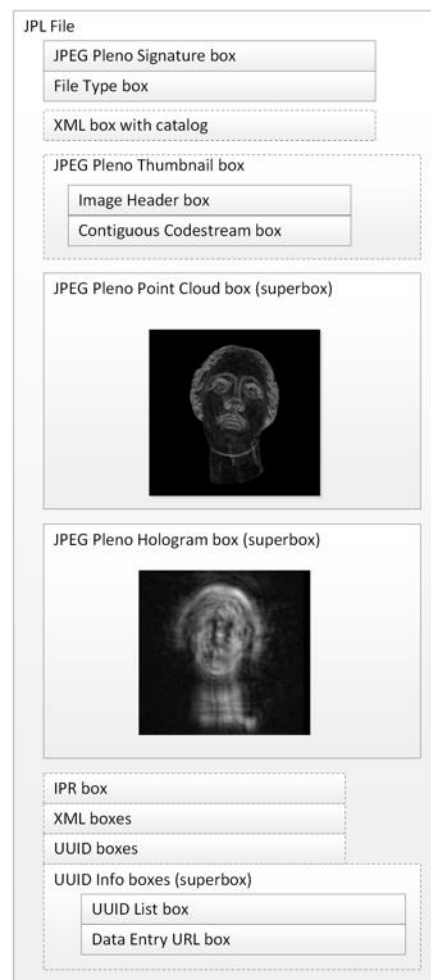 JPL File
JPEG Pleno Signature box
File Type box
XML box with catalog
JPEG Pleno Thumbnail box
Image Header box
Contiguous Codestream box
JPEG Pleno Point Cloud box (superbox)
JPEG Pleno Hologram box (superbox)
IPR box
XML boxes
UUID boxes
UUID Info boxes (superbox)
UUID List box
Data Entry URL box